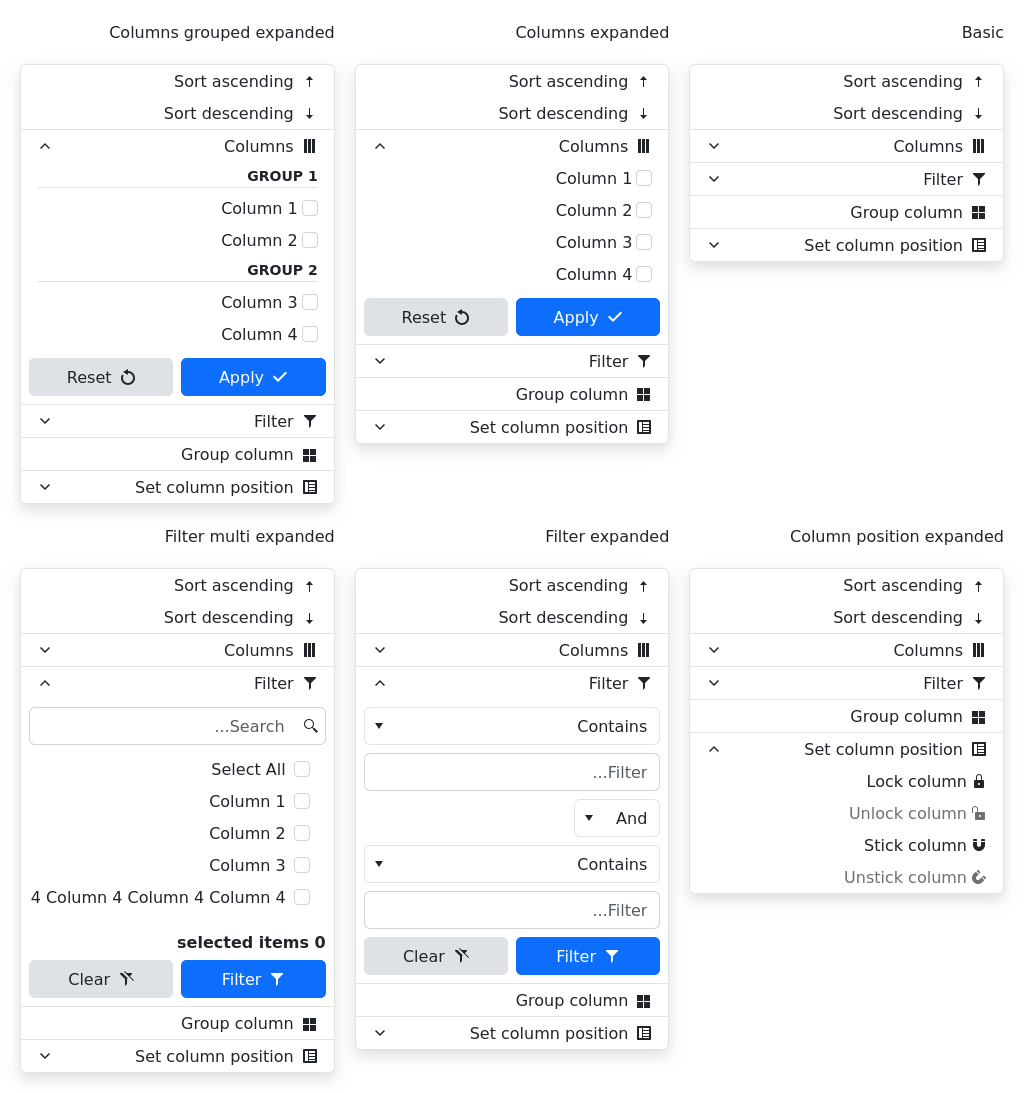 Basic
Sort ascending
Sort descending
Columns
Filter
Group column
Set column position
Columns expanded
Sort ascending
Sort descending
Columns
Column 1
Column 2
Column 3
Column 4
Apply
Reset
Filter
Group column
Set column position
Columns grouped expanded
Sort ascending
Sort descending
Columns
GROUP 1
Column 1
Column 2
GROUP 2
Column 3
Column 4
Apply
Reset
Filter
Group column
Set column position
Column position expanded
Sort ascending
Sort descending
Columns
Filter
Group column
Set column position
Lock column
Unlock column
Stick column
Unstick column
Filter expanded
Sort ascending
Sort descending
Columns
Filter
Contains
...Filter
And
Contains
...Filter
Filter
Clear
Group column
Set column position
Filter multi expanded
Sort ascending
Sort descending
Columns
Filter
...Search
Select All
Column 1
Column 2
Column 3
4 Column 4 Column 4 Column 4
selected items 0
Filter
Clear
Group column
Set column position